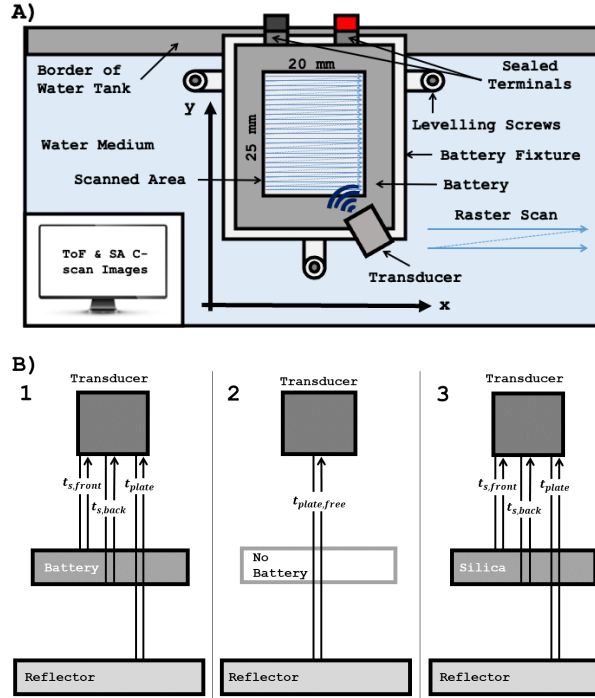 A)
Border of
Water Tank
20 mm
Sealed
Terminals
y
25 mm
Levelling Screws
Water Medium
Battery Fixture
Scanned Area
Battery
Raster Scan
ToF & SA C-
scan Images
Transducer
x
B)
1
Transducer
t_s,front
t_plate
t_s,back
Battery
Reflector
2
Transducer
t_plate,free
No
Battery
Reflector
3
Transducer
t_s,front
t_plate
t_s,back
Silica
Reflector